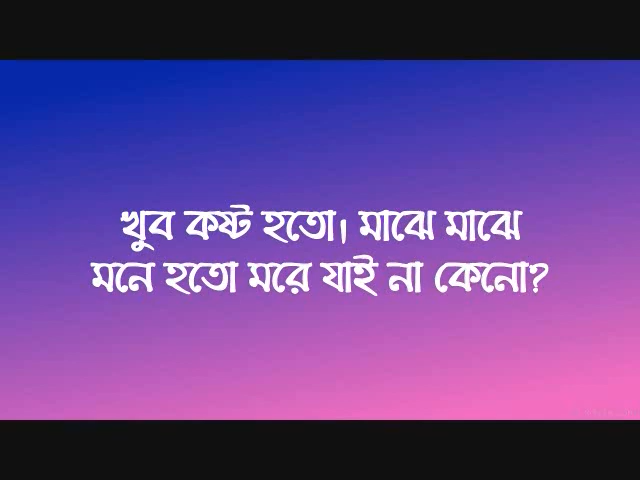 খুব কষ্ট হতো। মাঝে মাঝে
মনে হতো মরে যাই না কেনো?